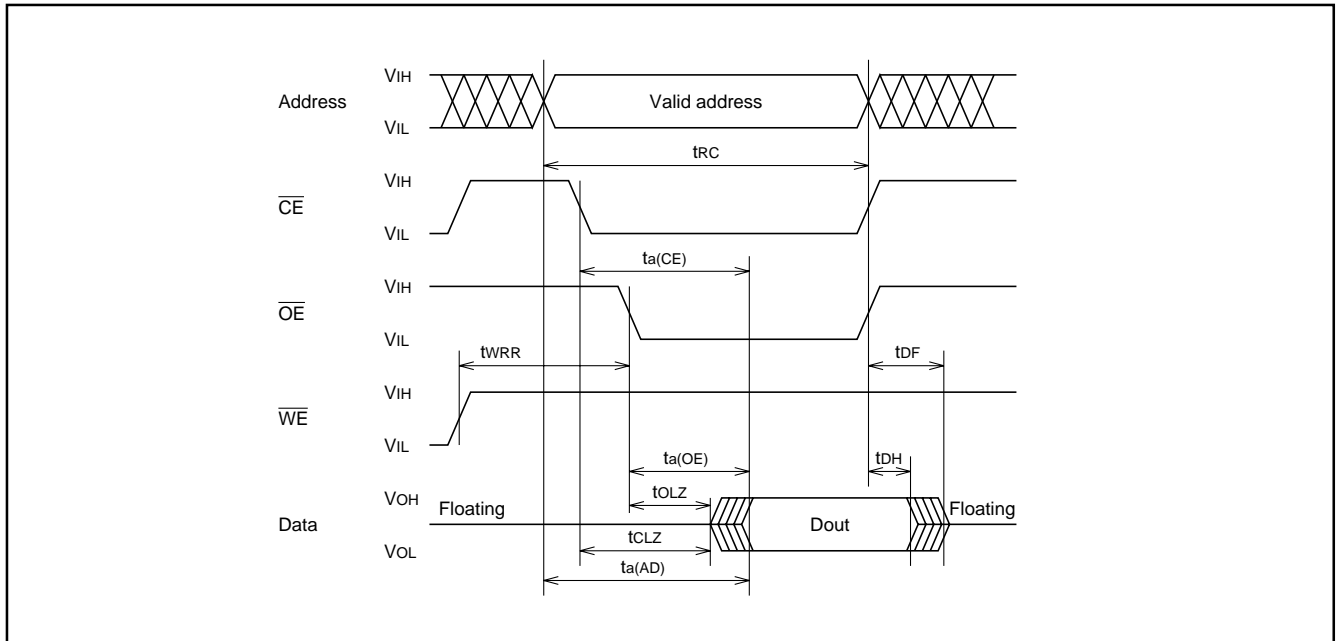 VIH
Address
Valid address
VIL
tRC
VIH
CE
VIL
ta(CE)
VIH
OE
VIL
tWRR
tDF
VIH
WE
VIL
ta(OE)
tDH
tOLZ
VOH
Floating
Floating
Data
Dout
tCLZ
VOL
ta(AD)